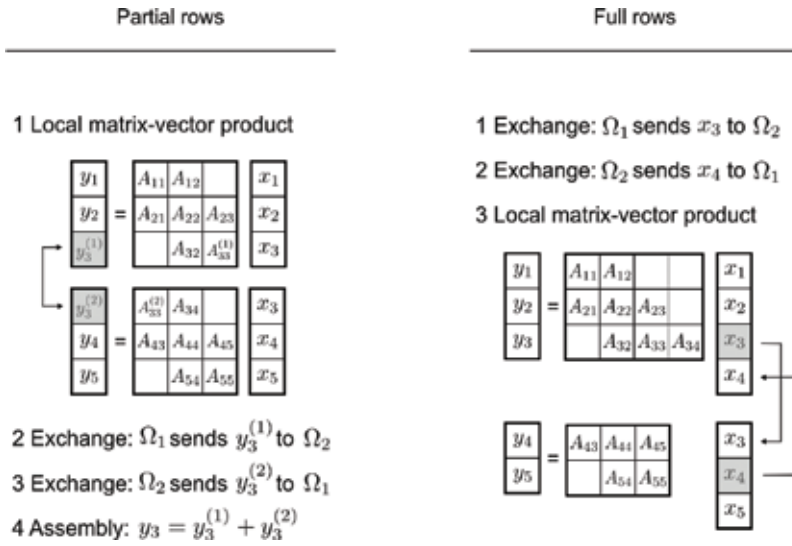 Partial rows
1 Local matrix-vector product
y₁ = A₁₁ A₁₂ x₁
y₂ A₂₁ A₂₂ A₂₃ x₂
y₃⁽¹⁾ A₃₂ A₃₃⁽¹⁾ x₃
y₃⁽²⁾ A₃₃⁽²⁾ A₃₄ x₃
y₄ = A₄₃ A₄₄ A₄₅ x₄
y₅ A₅₄ A₅₅ x₅
2 Exchange: Ω₁ sends y₃⁽¹⁾ to Ω₂
3 Exchange: Ω₂ sends y₃⁽²⁾ to Ω₁
4 Assembly: y₃ = y₃⁽¹⁾ + y₃⁽²⁾
Full rows
1 Exchange: Ω₁ sends x₃ to Ω₂
2 Exchange: Ω₂ sends x₄ to Ω₁
3 Local matrix-vector product
y₁ A₁₁ A₁₂ x₁
y₂ = A₂₁ A₂₂ A₂₃ x₂
y₃ A₃₂ A₃₃ A₃₄ x₃
x₄
y₄ = A₄₃ A₄₄ A₄₅ x₃
y₅ A₅₄ A₅₅ x₄
x₅